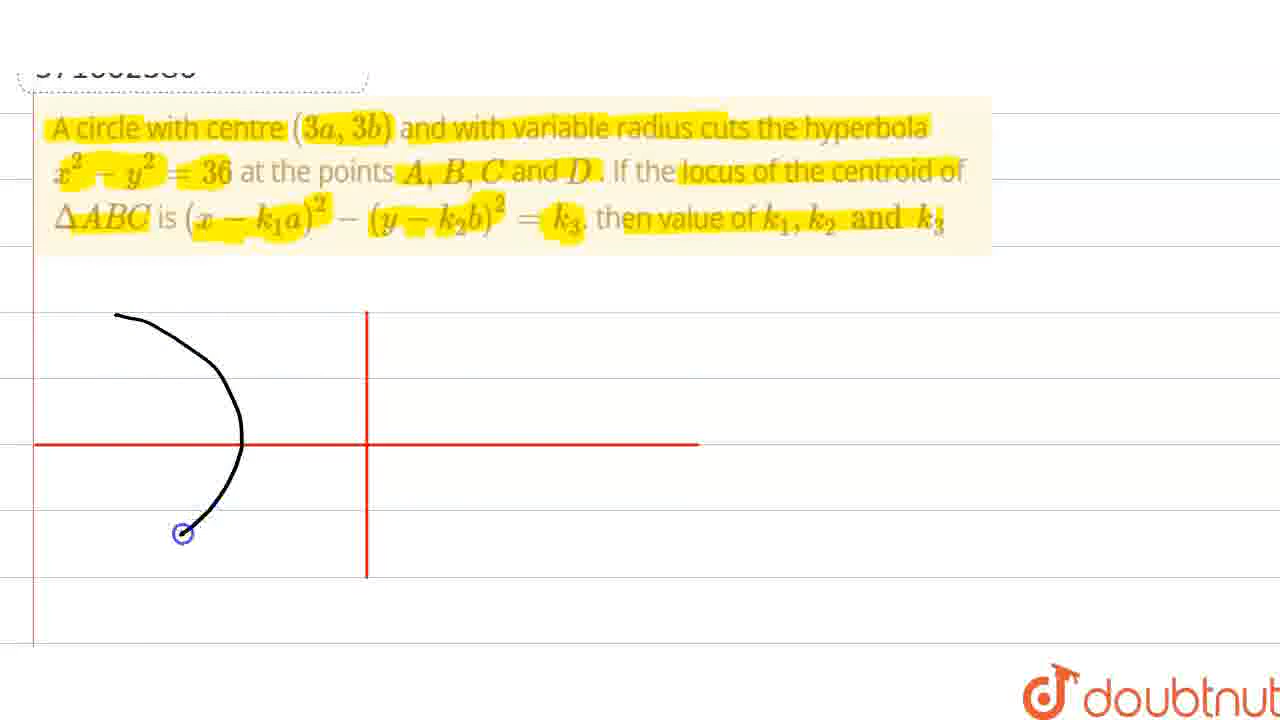 A circle with centre (3a, 3b) and with variable radius cuts the hyperbola
x² − y² = 36 at the points A, B, C and D. If the locus of the centroid of
ΔABC is (x − k₁a)² − (y − k₂b)² = k₃, then value of k₁, k₂ and k₃
doubtnut